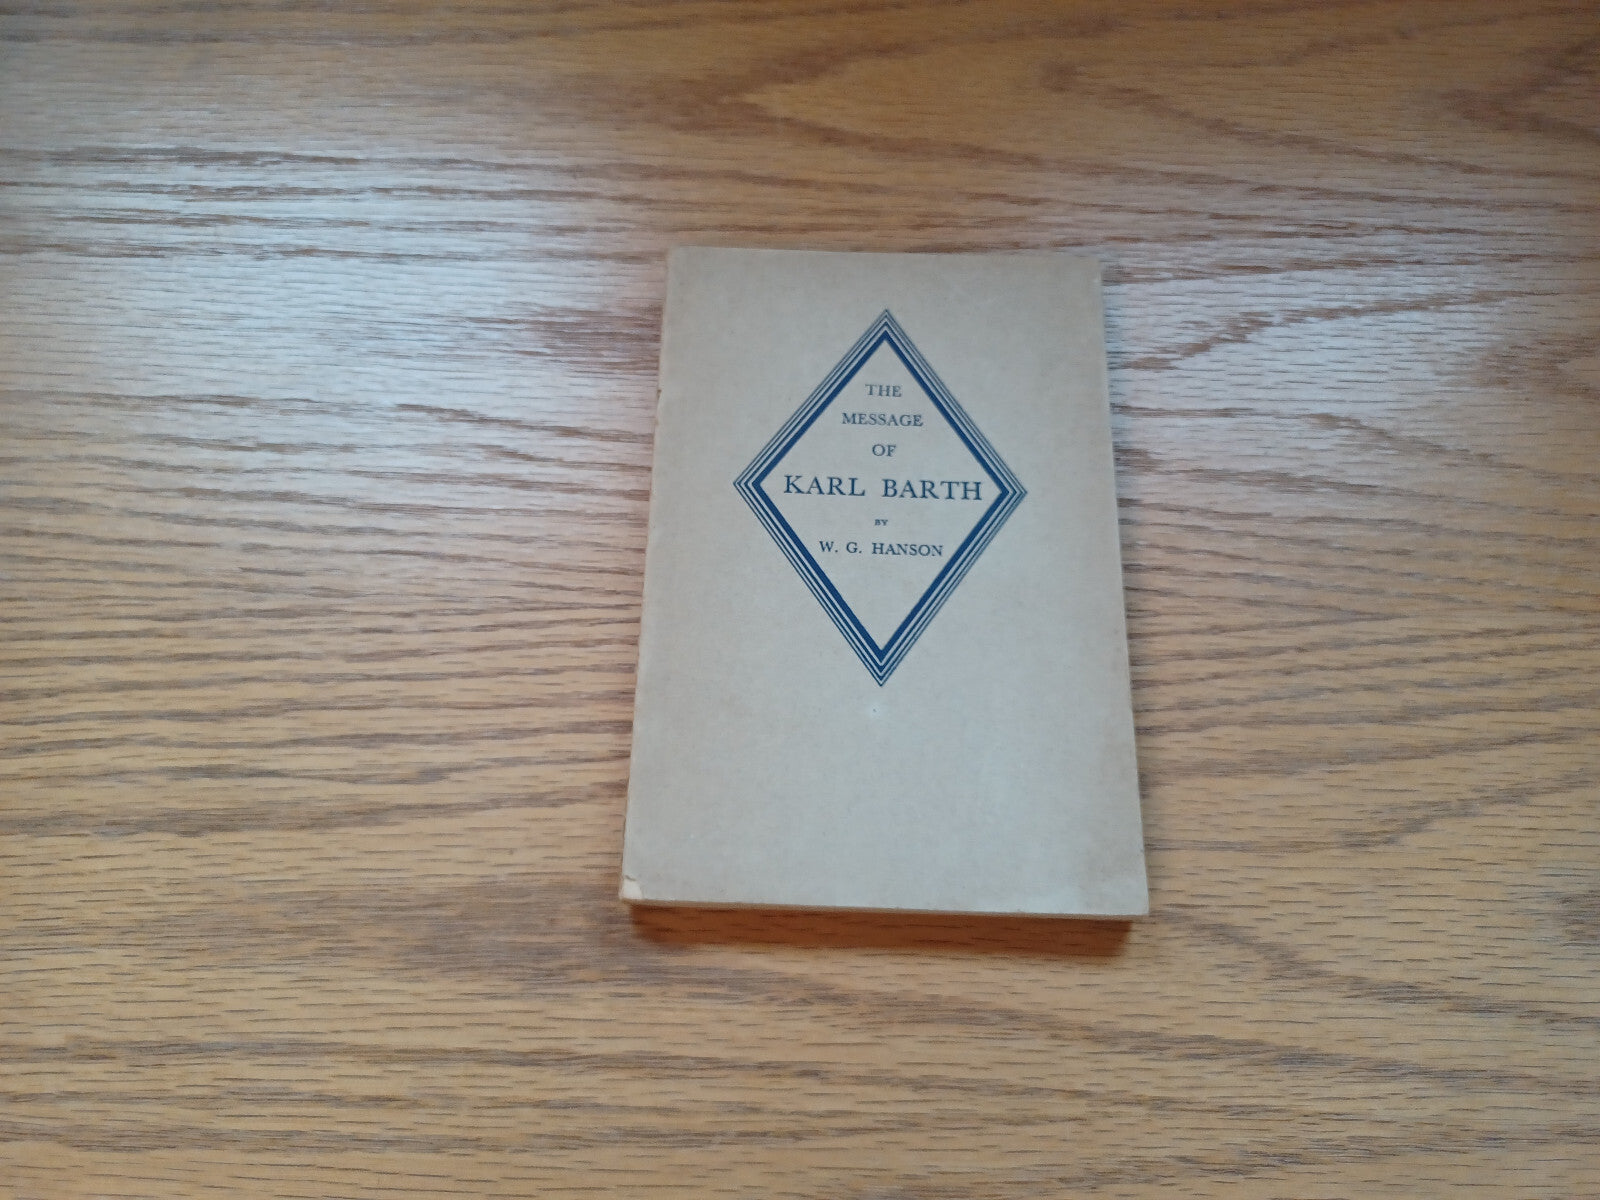 THE
MESSAGE
OF
KARL BARTH
BY
W. G. HANSON